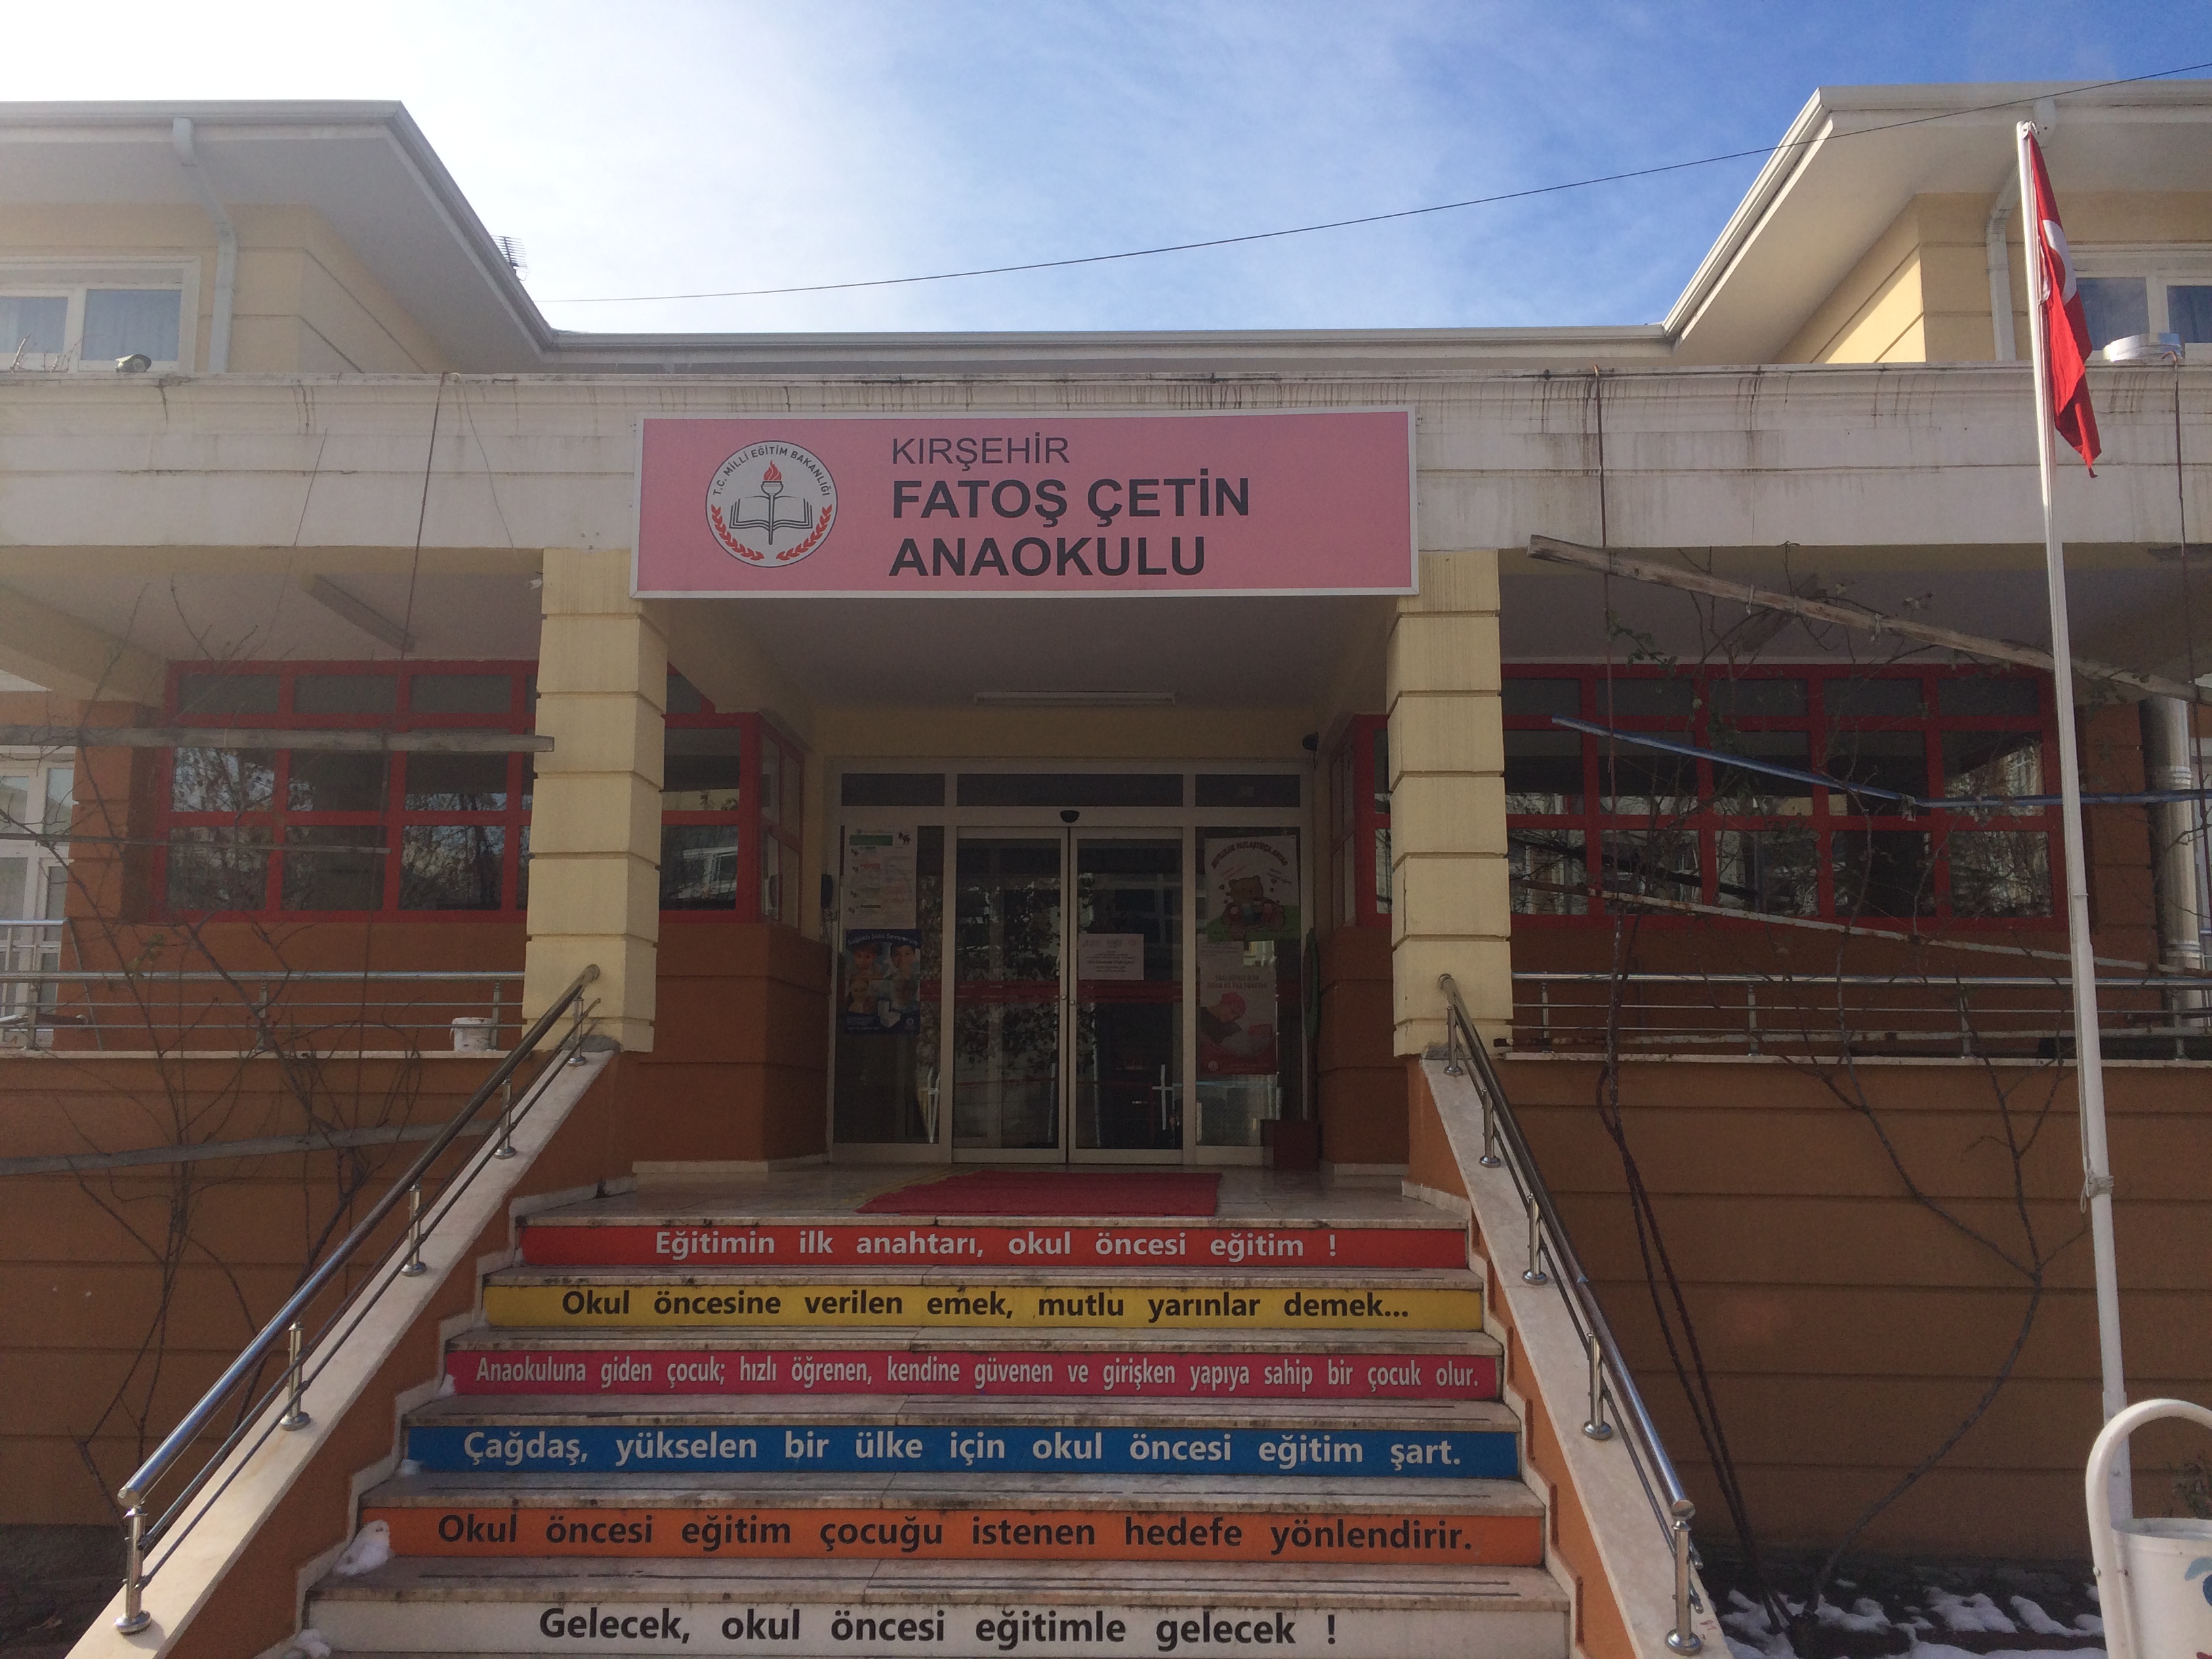 T.C. MİLLİ EĞİTİM BAKANLIĞI
KIRŞEHİR
FATOŞ ÇETİN
ANAOKULU
Eğitimin ilk anahtarı, okul öncesi eğitim !
Okul öncesine verilen emek, mutlu yarınlar demek...
Anaokuluna giden çocuk; hızlı öğrenen, kendine güvenen ve girişken yapıya sahip bir çocuk olur.
Çağdaş, yükselen bir ülke için okul öncesi eğitim şart.
Okul öncesi eğitim çocuğu istenen hedefe yönlendirir.
Gelecek, okul öncesi eğitimle gelecek !